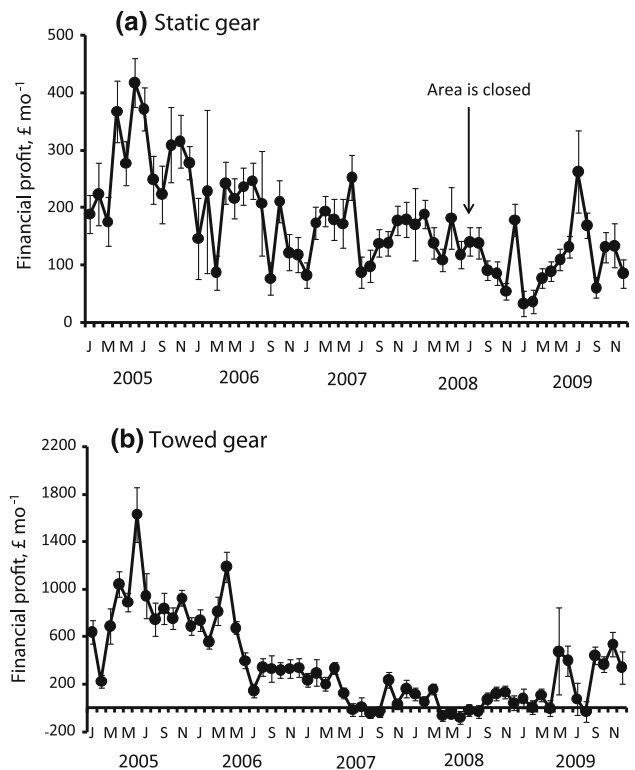 (a) Static gear
500
400
300
200
100
0
Financial profit, £ mo⁻¹
Area is closed
J M M J S N J M M J S N J M M J S N J M M J S N J M M J S N
2005 2006 2007 2008 2009
(b) Towed gear
2200
1800
1400
1000
600
200
-200
Financial profit, £ mo⁻¹
J M M J S N J M M J S N J M M J S N J M M J S N J M M J S N
2005 2006 2007 2008 2009